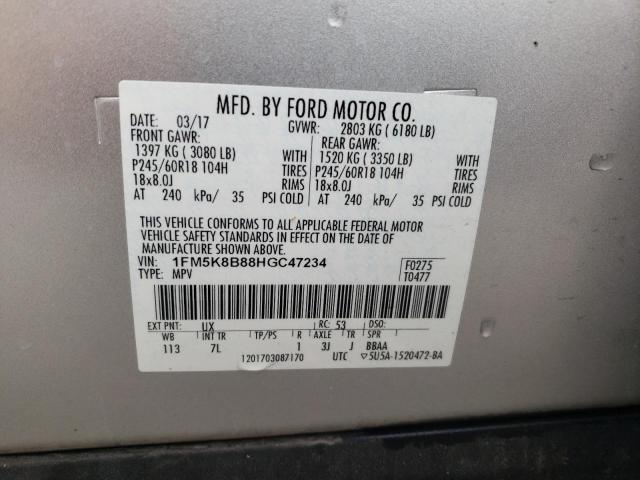 MFD. BY FORD MOTOR CO.
DATE: 03/17 GVWR: 2803 KG ( 6180 LB)
FRONT GAWR: REAR GAWR:
1397 KG ( 3080 LB) WITH 1520 KG ( 3350 LB) WITH
P245/60R18 104H TIRES P245/60R18 104H TIRES
18x8.0J RIMS 18x8.0J RIMS
AT 240 kPa/ 35 PSI COLD AT 240 kPa/ 35 PSI COLD
THIS VEHICLE CONFORMS TO ALL APPLICABLE FEDERAL MOTOR
VEHICLE SAFETY STANDARDS IN EFFECT ON THE DATE OF
MANUFACTURE SHOWN ABOVE.
VIN: 1FM5K8B88HGC47234 F0275
TYPE: MPV T0477
EXT PNT: UX RC: 53 DSO:
WB INT TR TP/PS R AXLE TR SPR
113 7L 1 3J J BBAA
1201703087170 UTC ▽5U5A-1520472-BA